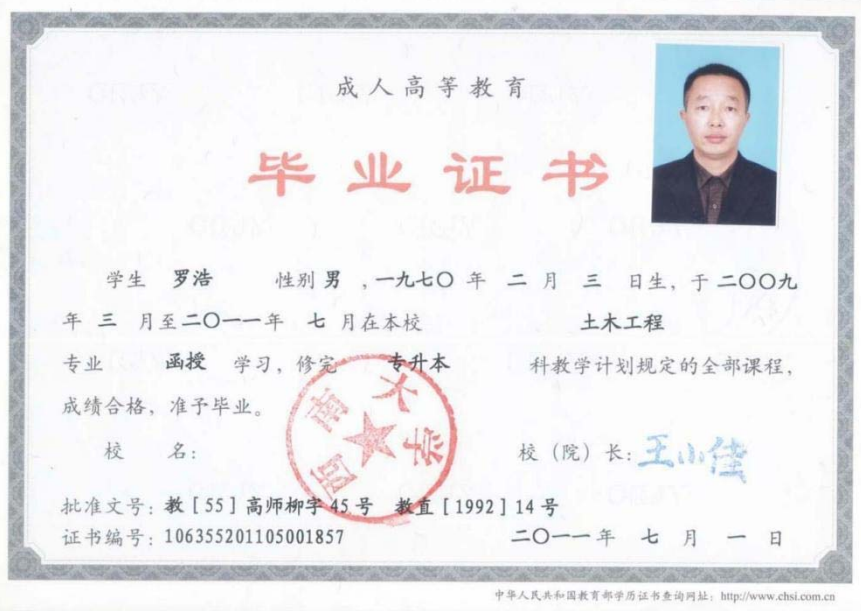 成人高等教育
毕业证书
学生 罗浩 性别 男 ，一九七〇 年 二 月 三 日生，于 二〇〇九
年 三 月至二〇一一年 七 月在本校 土木工程
专业 函授 学习，修完 专升本 科教学计划规定的全部课程，
成绩合格，准予毕业。
西南大学
校 名： 校（院）长：王小佳
批准文号：教［55］高师柳字 45 号 教直［1992］14 号
证书编号：106355201105001857 二〇一一年 七 月 一 日
中华人民共和国教育部学历证书查询网址：http://www.chsi.com.cn